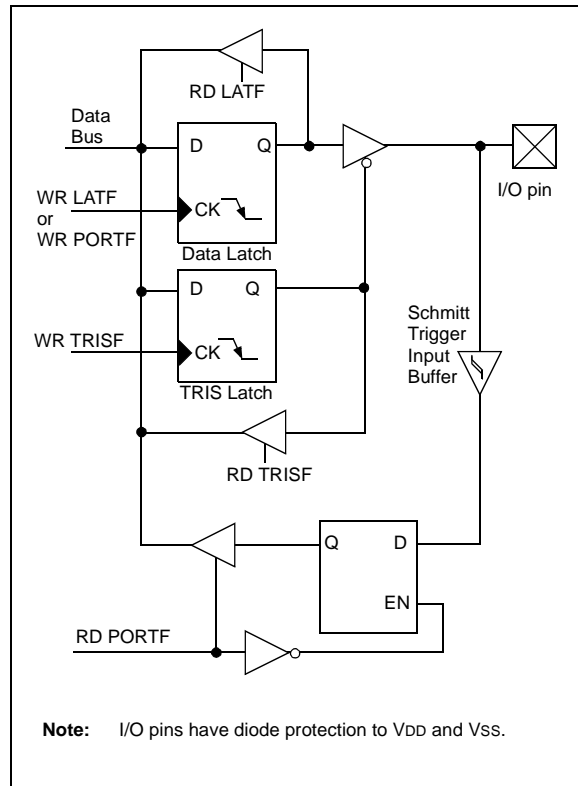 RD LATF
Data
Bus
D Q
WR LATF
or
WR PORTF
CK
Data Latch
I/O pin
D Q
WR TRISF
CK
TRIS Latch
Schmitt
Trigger
Input
Buffer
RD TRISF
Q D
EN
RD PORTF
Note: I/O pins have diode protection to VDD and VSS.